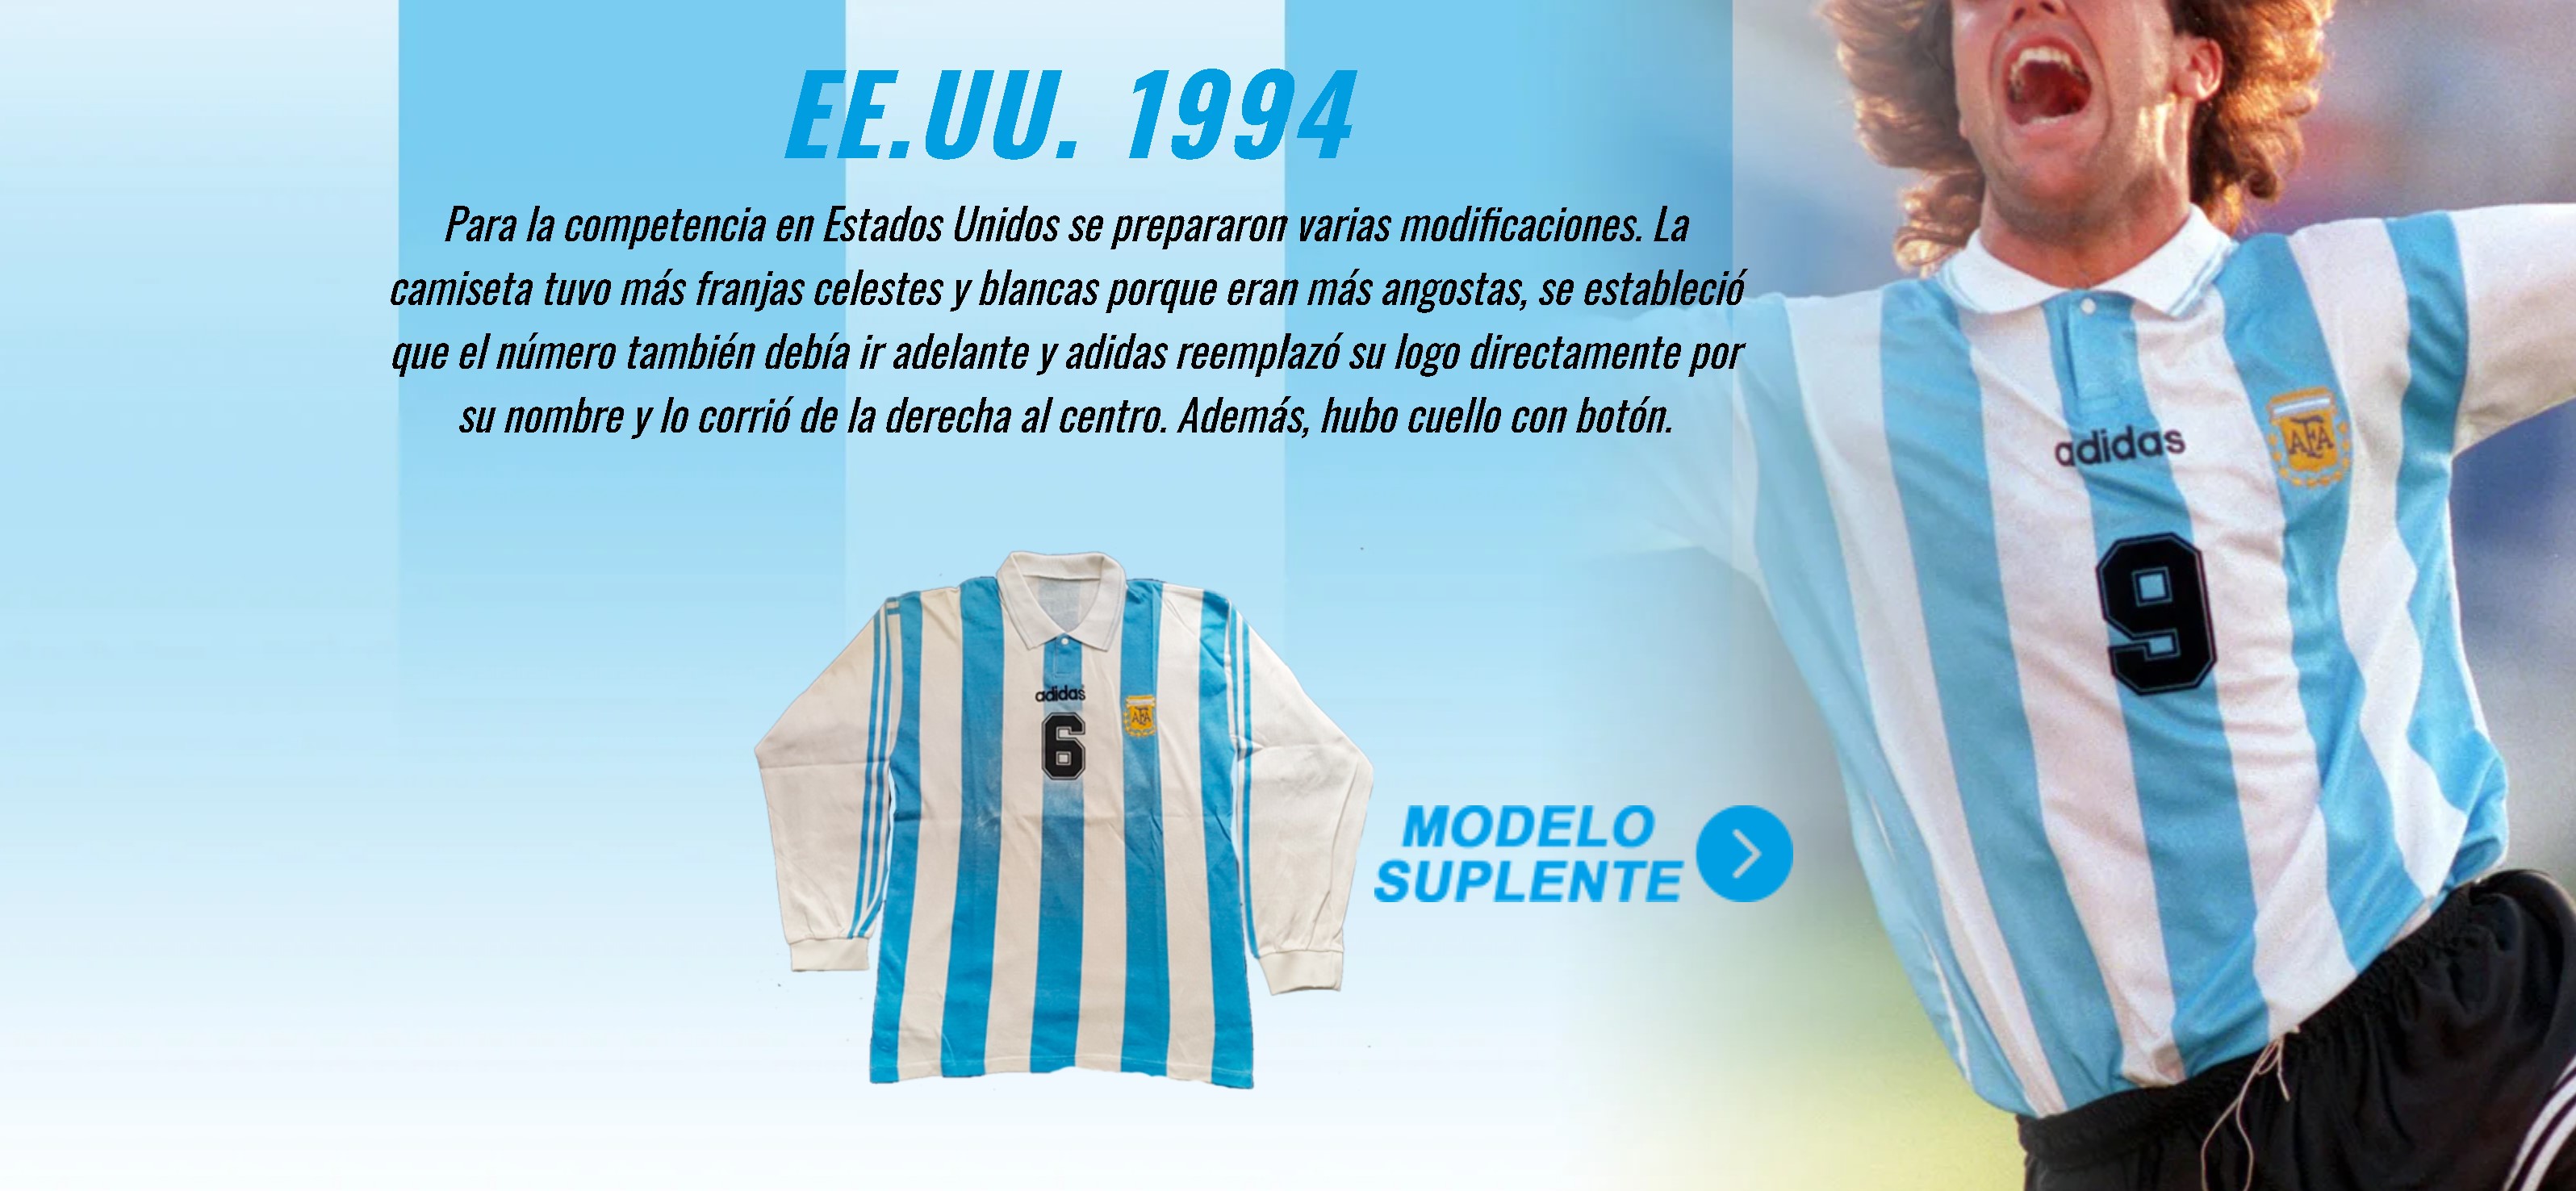 EE.UU. 1994
Para la competencia en Estados Unidos se prepararon varias modificaciones. La
camiseta tuvo más franjas celestes y blancas porque eran más angostas, se estableció
que el número también debía ir adelante y adidas reemplazó su logo directamente por
su nombre y lo corrió de la derecha al centro. Además, hubo cuello con botón.
adidas
AFA
9
adidas
AFA
6
MODELO
SUPLENTE